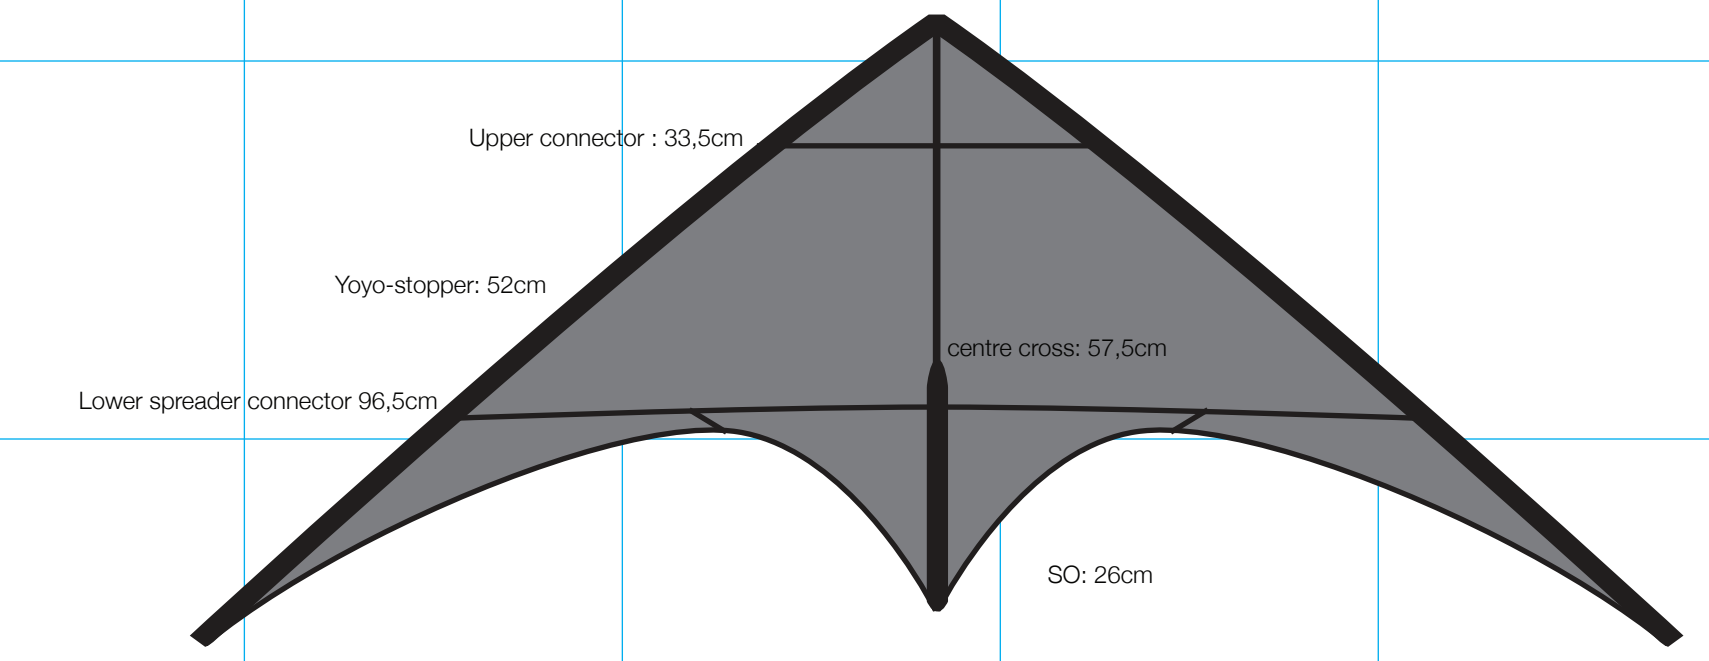 Upper connector : 33,5cm
Yoyo-stopper: 52cm
centre cross: 57,5cm
Lower spreader connector 96,5cm
SO: 26cm